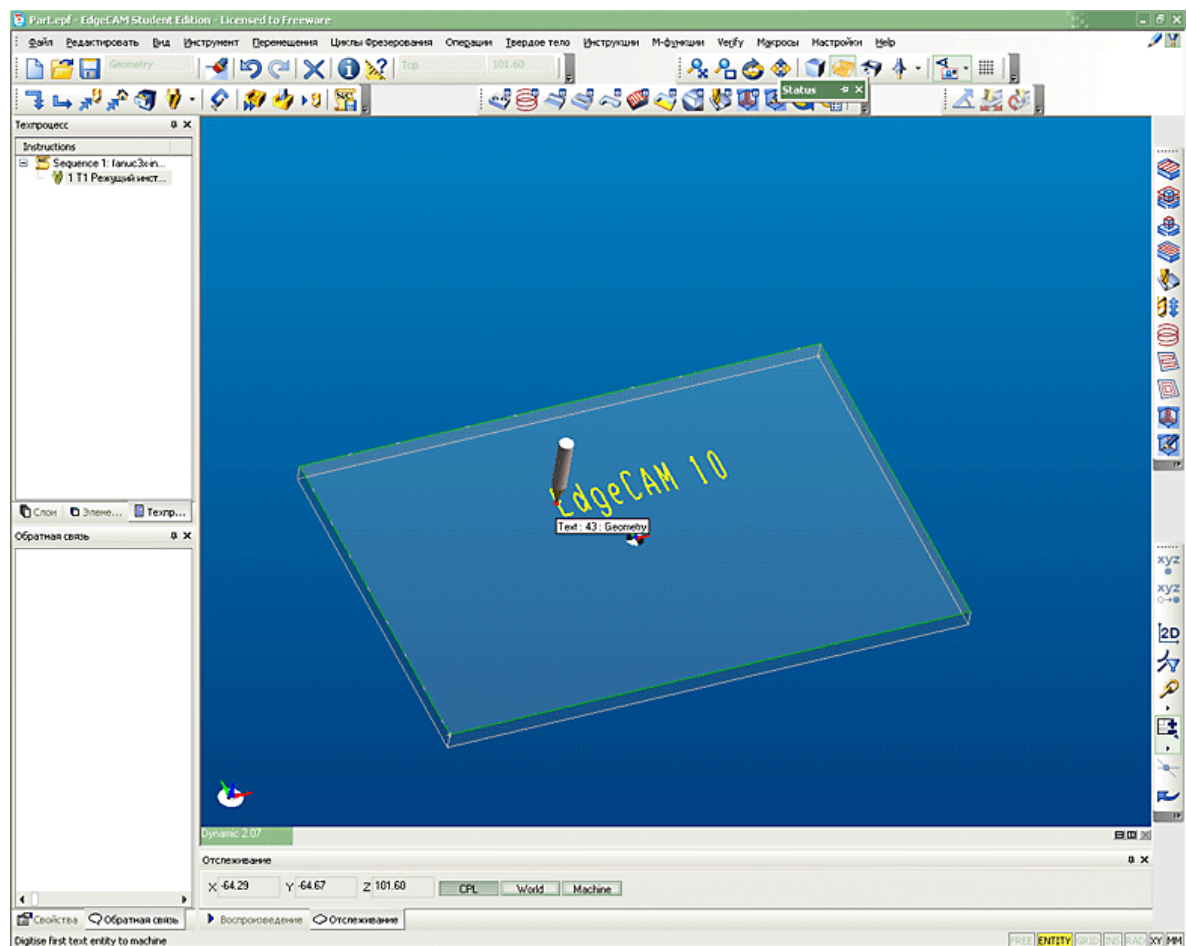 Part.epf - EdgeCAM Student Edition - Licensed to Freeware
Файл Редактировать Вид Инструмент Перемещения Циклы Фрезерования Операции Твердое тело Инструкции М-функции Verify Макросы Настройки Help
Geometry Top 101.60
Status
Техпроцесс
Instructions
Sequence 1: fanuc3x-in...
1 T1 Режущий инст...
EdgeCAM 10
Text : 43 : Geometry
Слои Элеме... Техпр...
Обратная связь
xyz
xyz
2D
Dynamic 2.07
Отслеживание
X -64.29 Y -64.67 Z 101.60 CPL World Machine
Свойства Обратная связь Воспроизведение Отслеживание
Digitise first text entity to machine FREE ENTITY GRID INS RAD XY MM